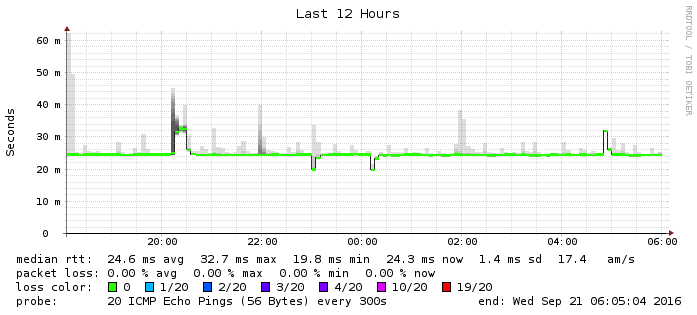 Last 12 Hours
RRDTOOL / TOBI OETIKER
Seconds
60 m
50 m
40 m
30 m
20 m
10 m
0
20:00 22:00 00:00 02:00 04:00 06:00
median rtt: 24.6 ms avg 32.7 ms max 19.8 ms min 24.3 ms now 1.4 ms sd 17.4 am/s
packet loss: 0.00 % avg 0.00 % max 0.00 % min 0.00 % now
loss color: 0 1/20 2/20 3/20 4/20 10/20 19/20
probe: 20 ICMP Echo Pings (56 Bytes) every 300s end: Wed Sep 21 06:05:04 2016